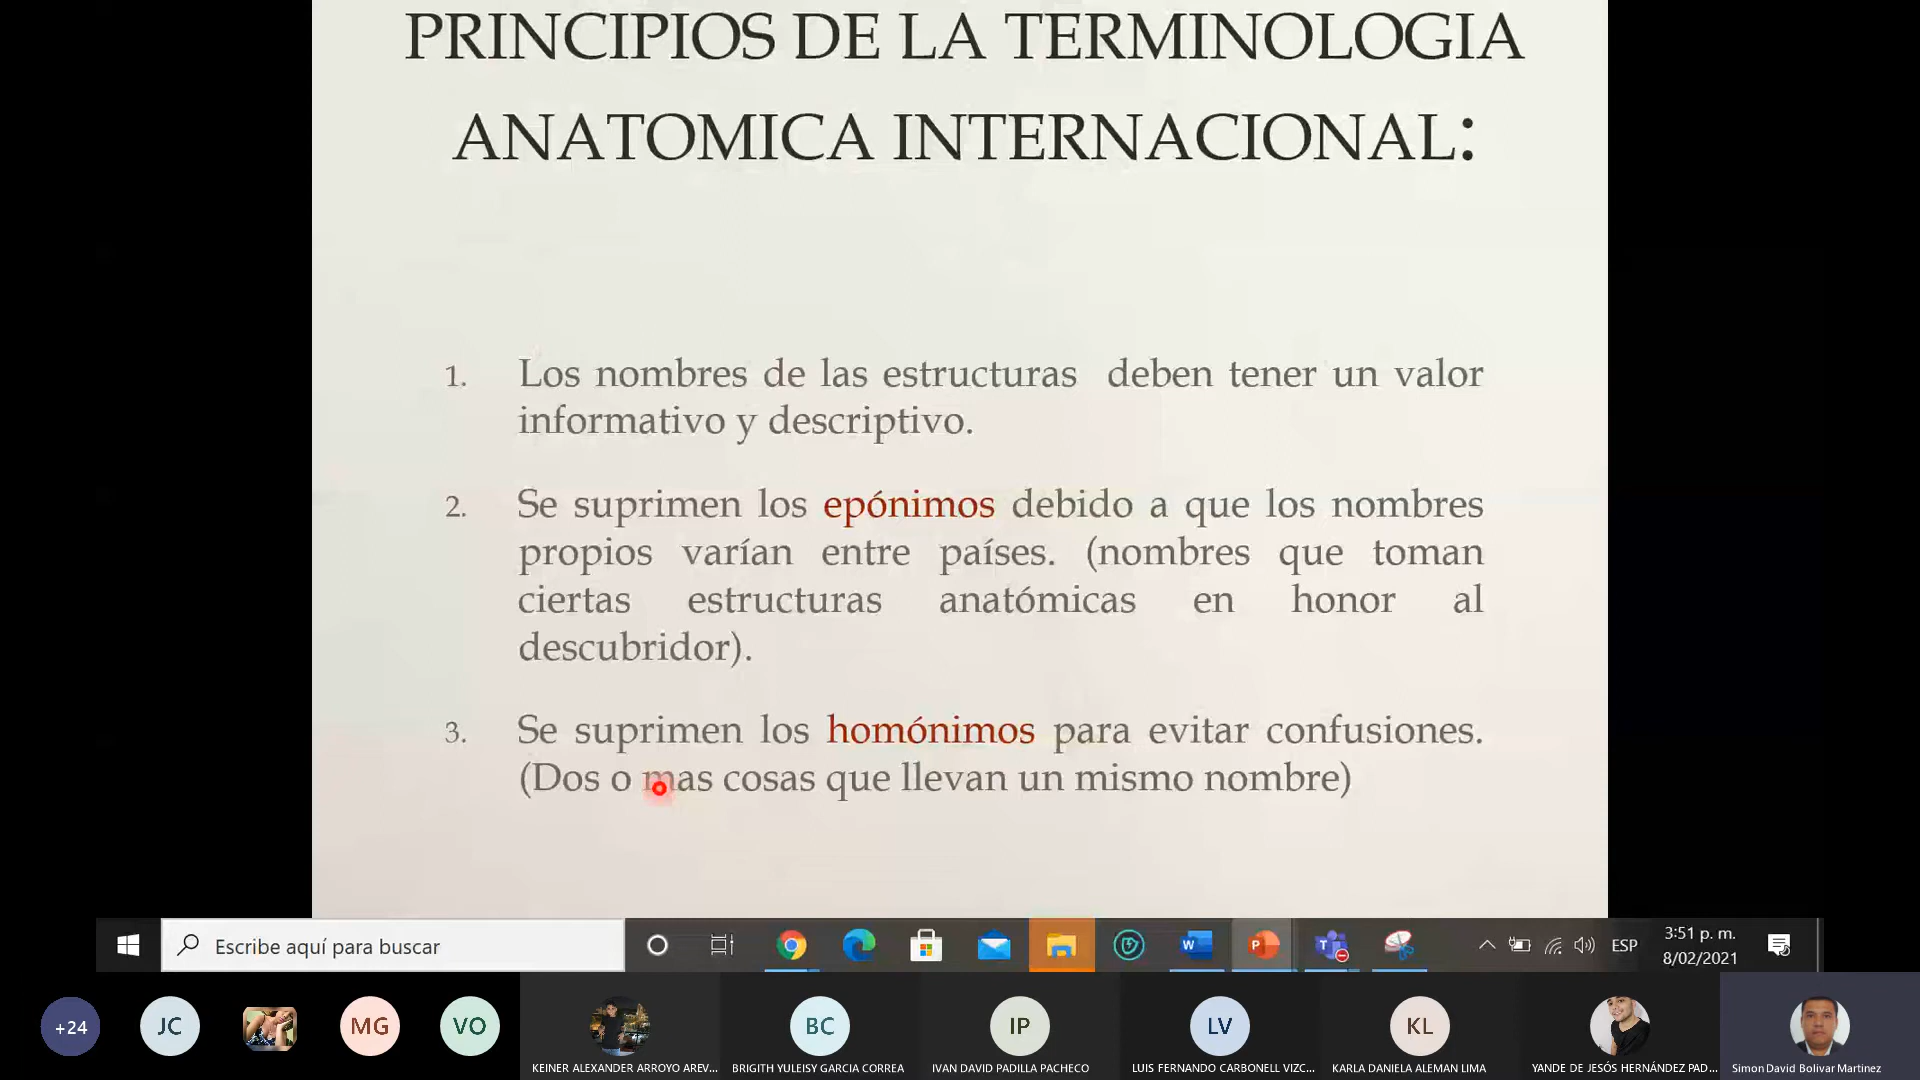 PRINCIPIOS DE LA TERMINOLOGIA
ANATOMICA INTERNACIONAL:
1. Los nombres de las estructuras deben tener un valor
informativo y descriptivo.
2. Se suprimen los epónimos debido a que los nombres
propios varían entre países. (nombres que toman
ciertas estructuras anatómicas en honor al
descubridor).
3. Se suprimen los homónimos para evitar confusiones.
(Dos o mas cosas que llevan un mismo nombre)
Escribe aquí para buscar
ESP
3:51 p. m.
8/02/2021
+24
JC
MG
VO
BC
IP
LV
KL
KEINER ALEXANDER ARROYO AREV...
BRIGITH YULEISY GARCIA CORREA
IVAN DAVID PADILLA PACHECO
LUIS FERNANDO CARBONELL VIZC...
KARLA DANIELA ALEMAN LIMA
YANDE DE JESÚS HERNÁNDEZ PAD...
Simon David Bolivar Martinez